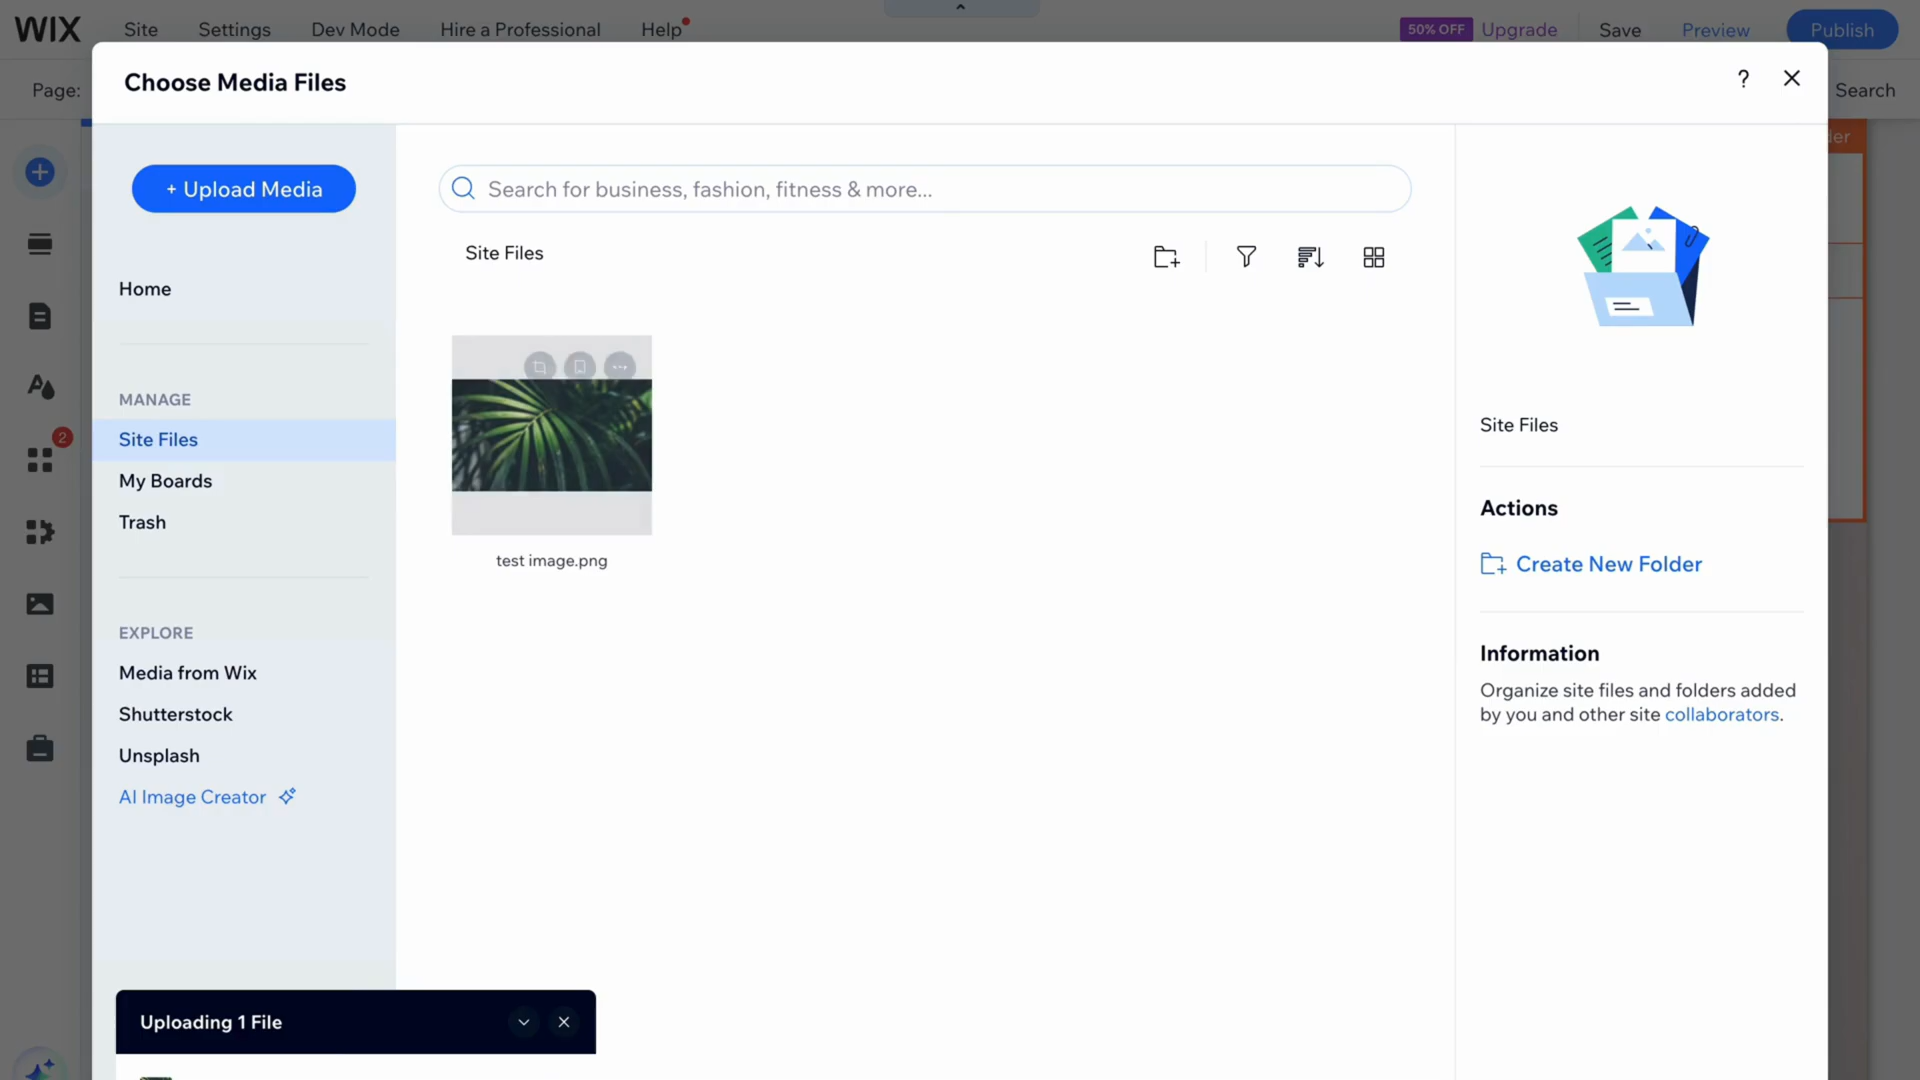 WIX Site Settings Dev Mode Hire a Professional Help 50% OFF Upgrade Save Preview Publish
Page: Search
Choose Media Files ?
+ Upload Media
Search for business, fashion, fitness & more...
Site Files
Home
MANAGE
Site Files
My Boards
Trash
EXPLORE
Media from Wix
Shutterstock
Unsplash
AI Image Creator
2
test image.png
Site Files
Actions
Create New Folder
Information
Organize site files and folders added
by you and other site collaborators.
Uploading 1 File